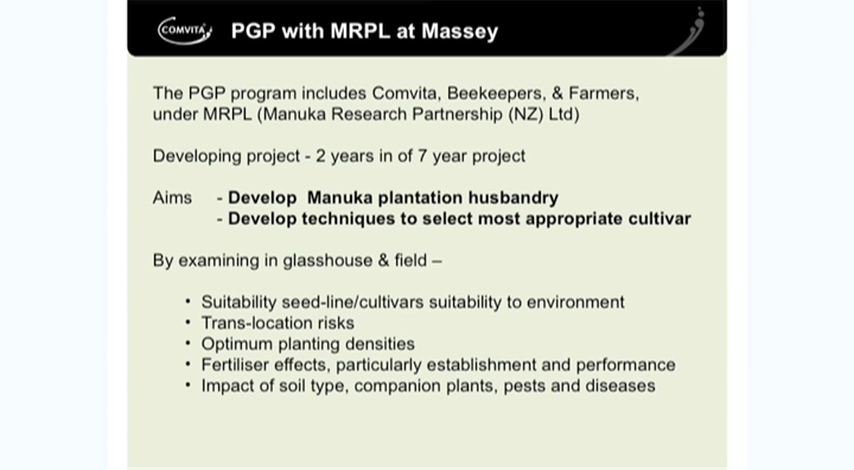 COMVITA PGP with MRPL at Massey
The PGP program includes Comvita, Beekeepers, & Farmers,
under MRPL (Manuka Research Partnership (NZ) Ltd)
Developing project - 2 years in of 7 year project
Aims - Develop Manuka plantation husbandry
- Develop techniques to select most appropriate cultivar
By examining in glasshouse & field –
• Suitability seed-line/cultivars suitability to environment
• Trans-location risks
• Optimum planting densities
• Fertiliser effects, particularly establishment and performance
• Impact of soil type, companion plants, pests and diseases